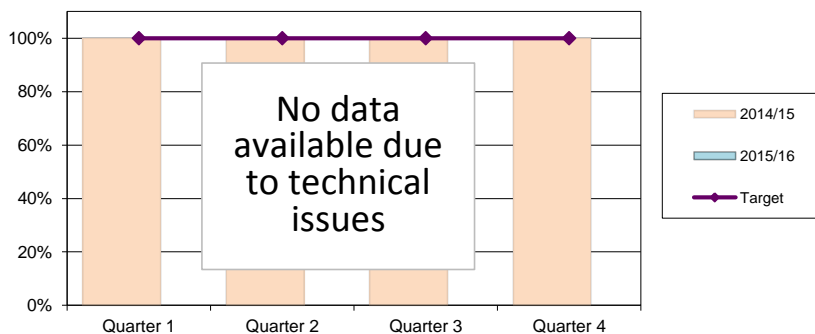 100%
80%
60%
40%
20%
0%
No data
available due
to technical
issues
Quarter 1
Quarter 2
Quarter 3
Quarter 4
2014/15
2015/16
Target